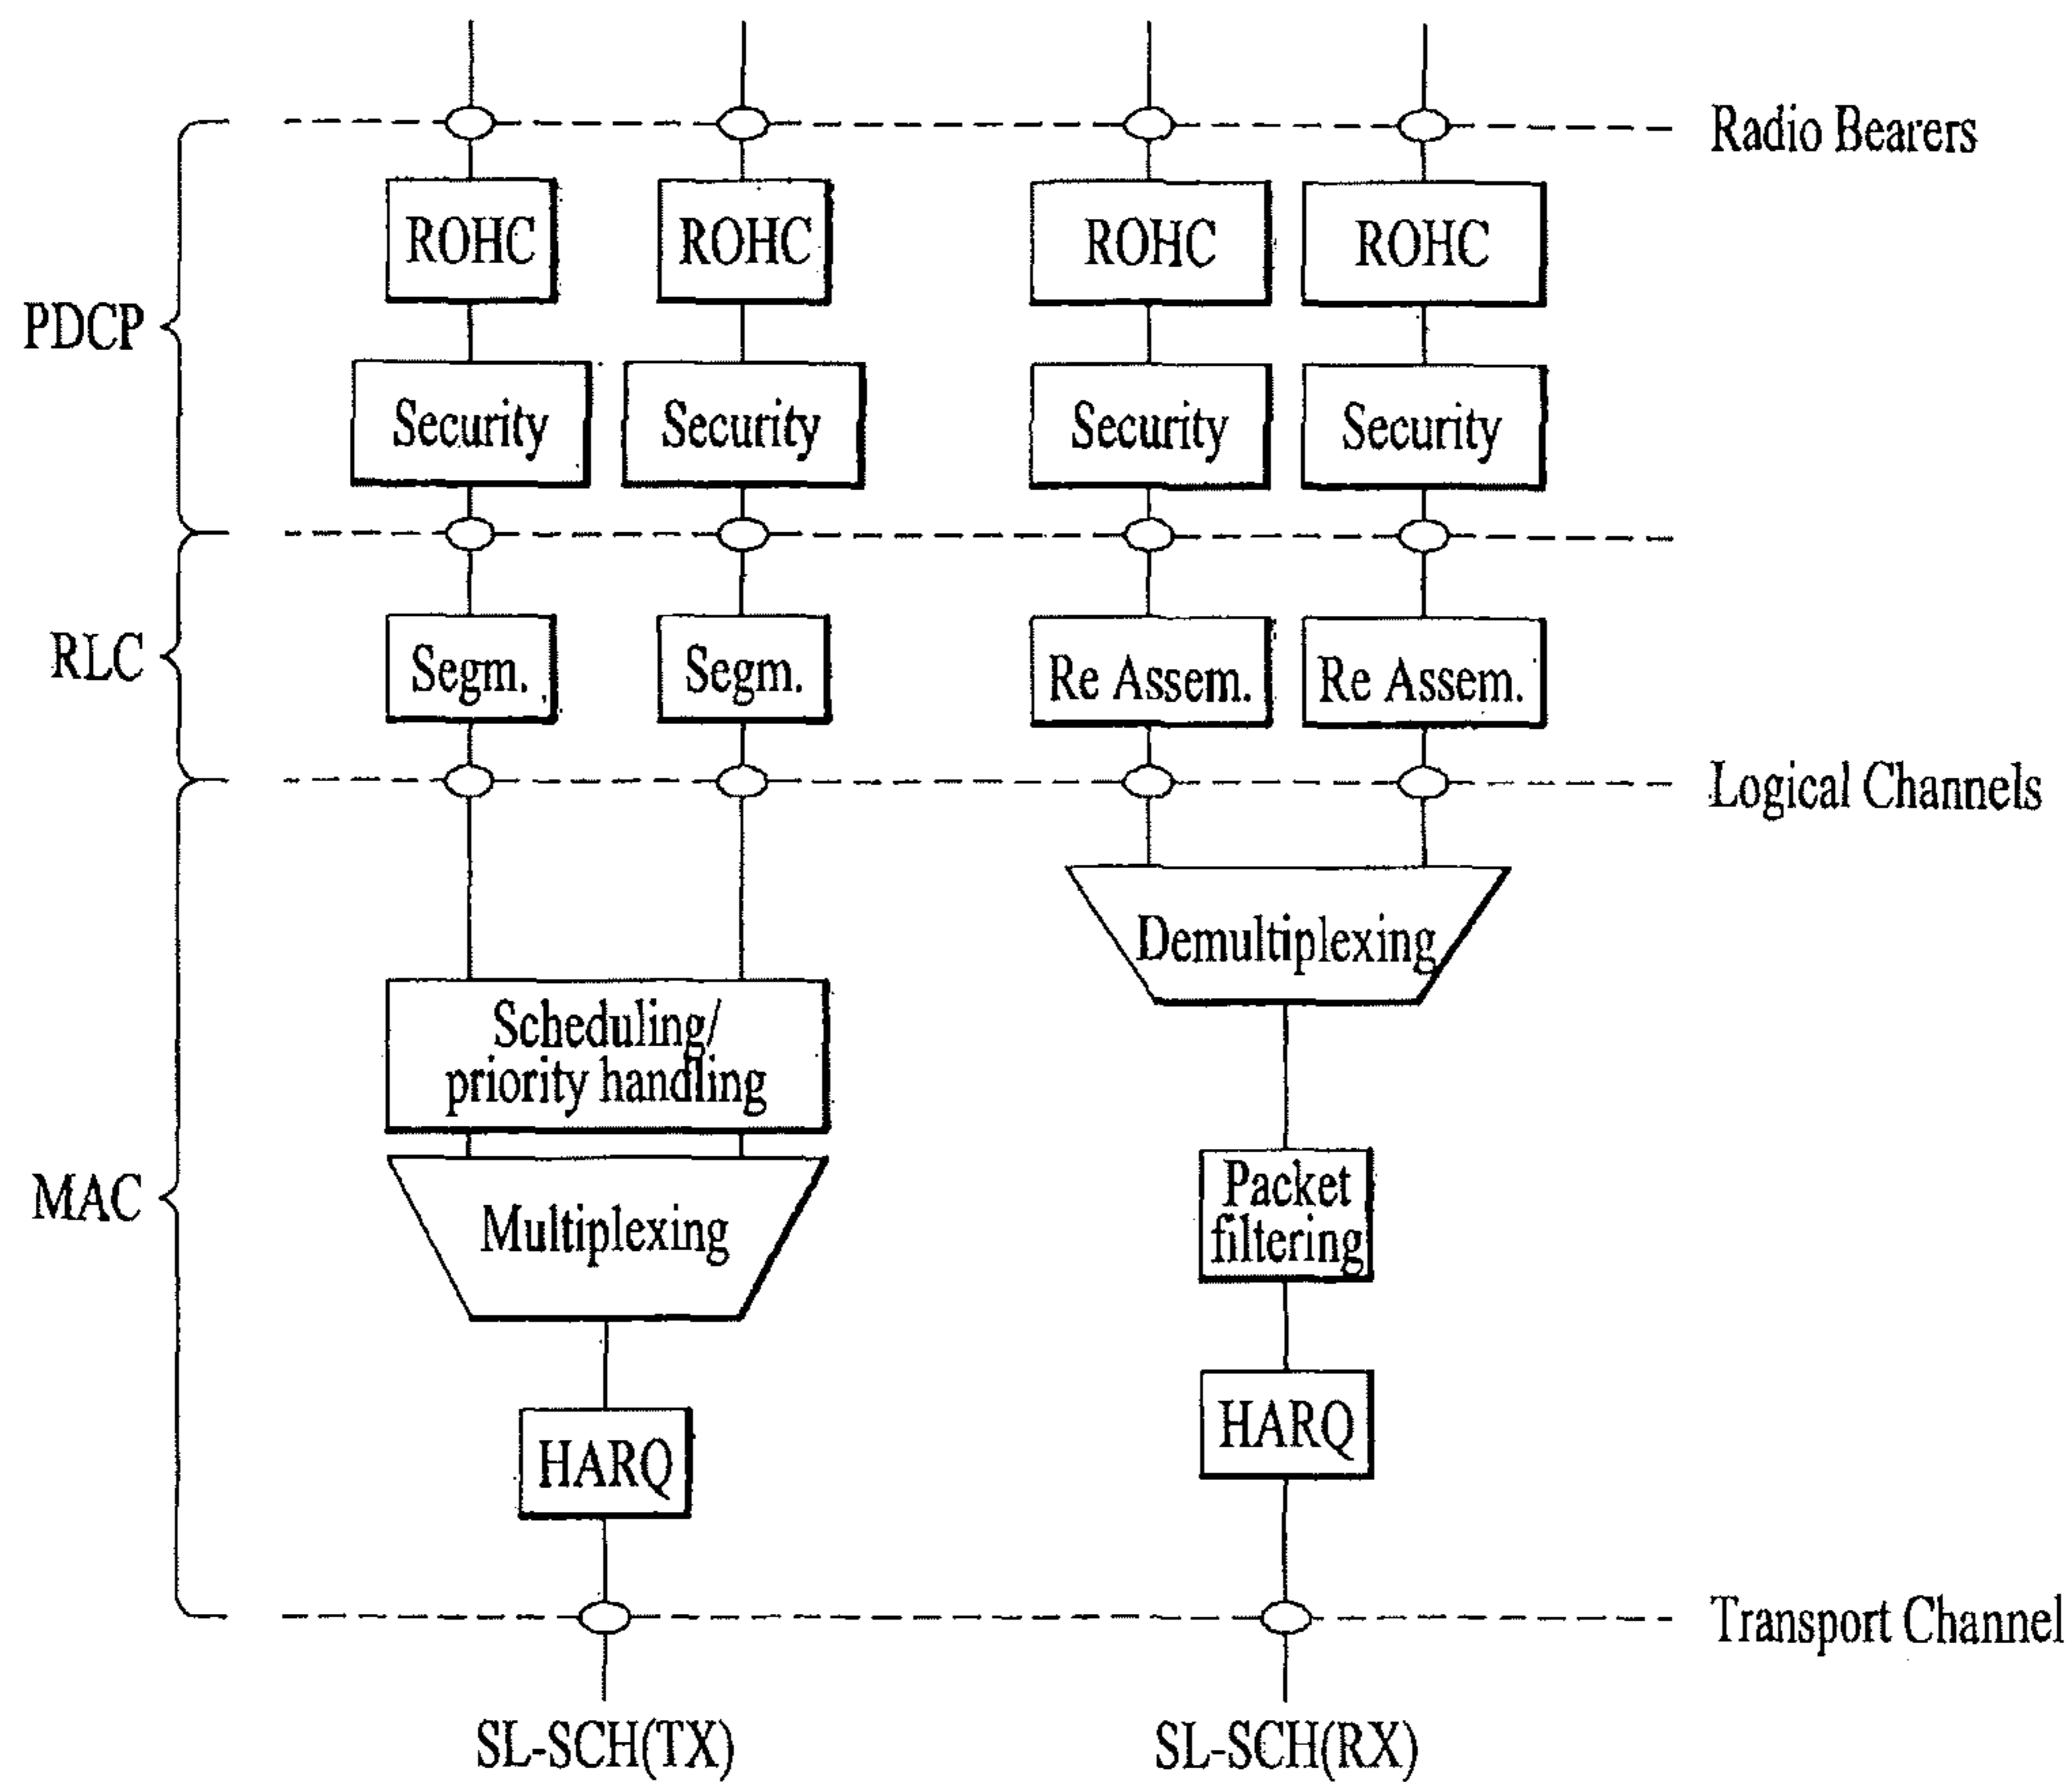 Radio Bearers
ROHC
ROHC
ROHC
ROHC
PDCP
Security
Security
Security
Security
RLC
Segm.
Segm.
Re Assem.
Re Assem.
Logical Channels
Demultiplexing
Scheduling/
priority handling
MAC
Multiplexing
Packet
filtering
HARQ
HARQ
Transport Channel
SL-SCH(TX)
SL-SCH(RX)